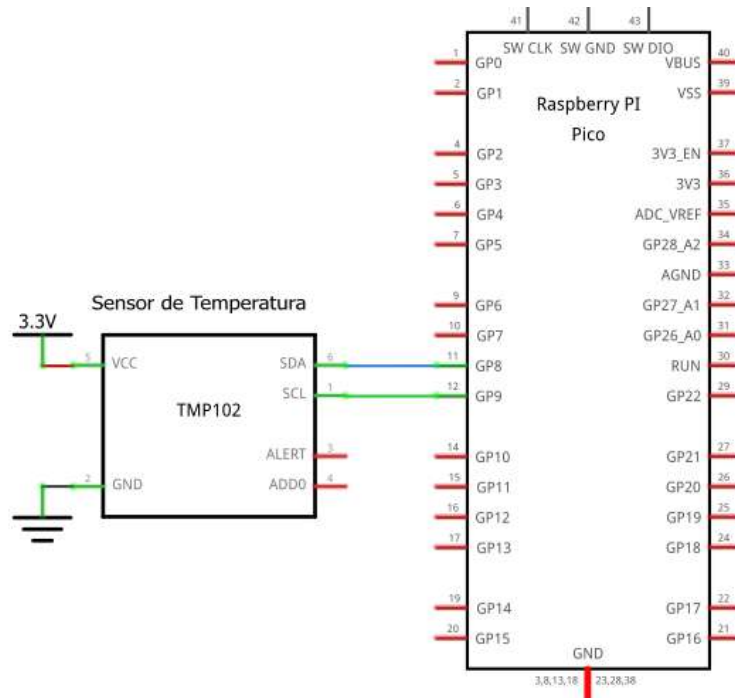 41 42 43
SW CLK SW GND SW DIO
Raspberry PI
Pico
1 GP0
2 GP1
4 GP2
5 GP3
6 GP4
7 GP5
9 GP6
10 GP7
11 GP8
12 GP9
14 GP10
15 GP11
16 GP12
17 GP13
19 GP14
20 GP15
VBUS 40
VSS 39
3V3_EN 37
3V3 36
ADC_VREF 35
GP28_A2 34
AGND 33
GP27_A1 32
GP26_A0 31
RUN 30
GP22 29
GP21 27
GP20 26
GP19 25
GP18 24
GP17 22
GP16 21
GND
3,8,13,18 23,28,38
Sensor de Temperatura
3.3V
TMP102
5 VCC
2 GND
SDA 6
SCL 1
ALERT 3
ADD0 4